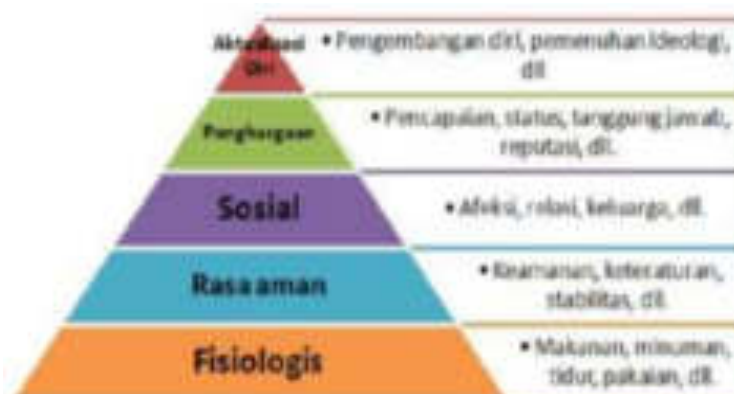 Aktualisasi
Diri
• Pengembangan diri, pemenuhan ideologi,
dll
Penghargaan
• Pencapaian, status, tanggung jawab,
reputasi, dll.
Sosial
• Afeksi, relasi, keluarga, dll.
Rasa aman
• Keamanan, keteraturan,
stabilitas, dll
Fisiologis
• Makanan, minuman,
tidur, pakaian, dll.